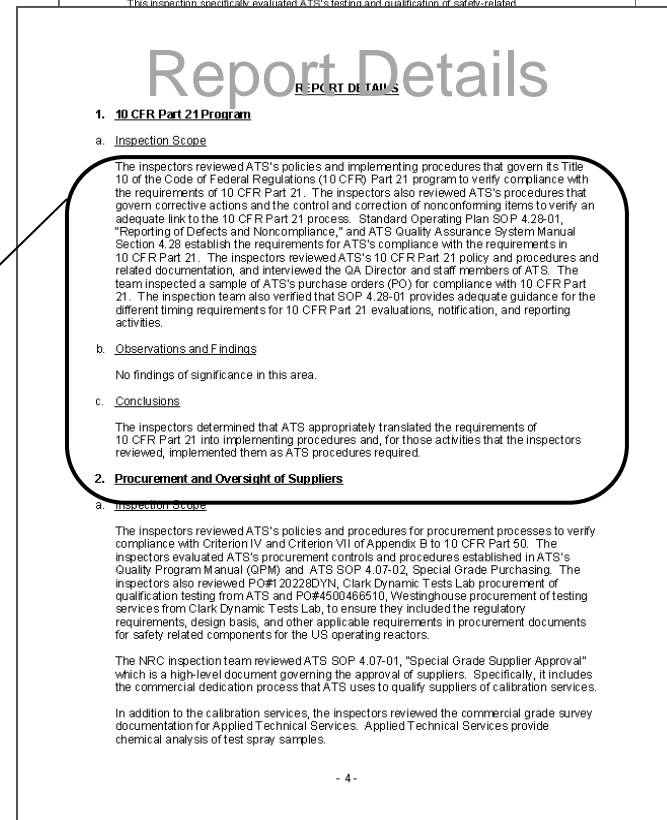 This inspection specifically evaluated ATS's testing and qualification of safety-related
Report Details
REPORT DETAILS
1. 10 CFR Part 21 Program
a. Inspection Scope
The inspectors reviewed ATS's policies and implementing procedures that govern its Title
10 of the Code of Federal Regulations (10 CFR) Part 21 program to verify compliance with
the requirements of 10 CFR Part 21. The inspectors also reviewed ATS's procedures that
govern corrective actions and the control and correction of nonconforming items to verify an
adequate link to the 10 CFR Part 21 process. Standard Operating Plan SOP 4.28-01,
"Reporting of Defects and Noncompliance," and ATS Quality Assurance System Manual
Section 4.28 establish the requirements for ATS's compliance with the requirements in
10 CFR Part 21. The inspectors reviewed ATS's 10 CFR Part 21 policy and procedures and
related documentation, and interviewed the QA Director and staff members of ATS. The
team inspected a sample of ATS's purchase orders (PO) for compliance with 10 CFR Part
21. The inspection team also verified that SOP 4.28-01 provides adequate guidance for the
different timing requirements for 10 CFR Part 21 evaluations, notification, and reporting
activities.
b. Observations and Findings
No findings of significance in this area.
c. Conclusions
The inspectors determined that ATS appropriately translated the requirements of
10 CFR Part 21 into implementing procedures and, for those activities that the inspectors
reviewed, implemented them as ATS procedures required.
2. Procurement and Oversight of Suppliers
a. Inspection Scope
The inspectors reviewed ATS's policies and procedures for procurement processes to verify
compliance with Criterion IV and Criterion VII of Appendix B to 10 CFR Part 50. The
inspectors evaluated ATS's procurement controls and procedures established in ATS's
Quality Program Manual (QPM) and ATS SOP 4.07-02, Special Grade Purchasing. The
inspectors also reviewed PO#120228DYN, Clark Dynamic Tests Lab procurement of
qualification testing from ATS and PO#4500466510, Westinghouse procurement of testing
services from Clark Dynamic Tests Lab, to ensure they included the regulatory
requirements, design basis, and other applicable requirements in procurement documents
for safety related components for the US operating reactors.
The NRC inspection team reviewed ATS SOP 4.07-01, "Special Grade Supplier Approval"
which is a high-level document governing the approval of suppliers. Specifically, it includes
the commercial dedication process that ATS uses to qualify suppliers of calibration services.
In addition to the calibration services, the inspectors reviewed the commercial grade survey
documentation for Applied Technical Services. Applied Technical Services provide
chemical analysis of test spray samples.
- 4 -